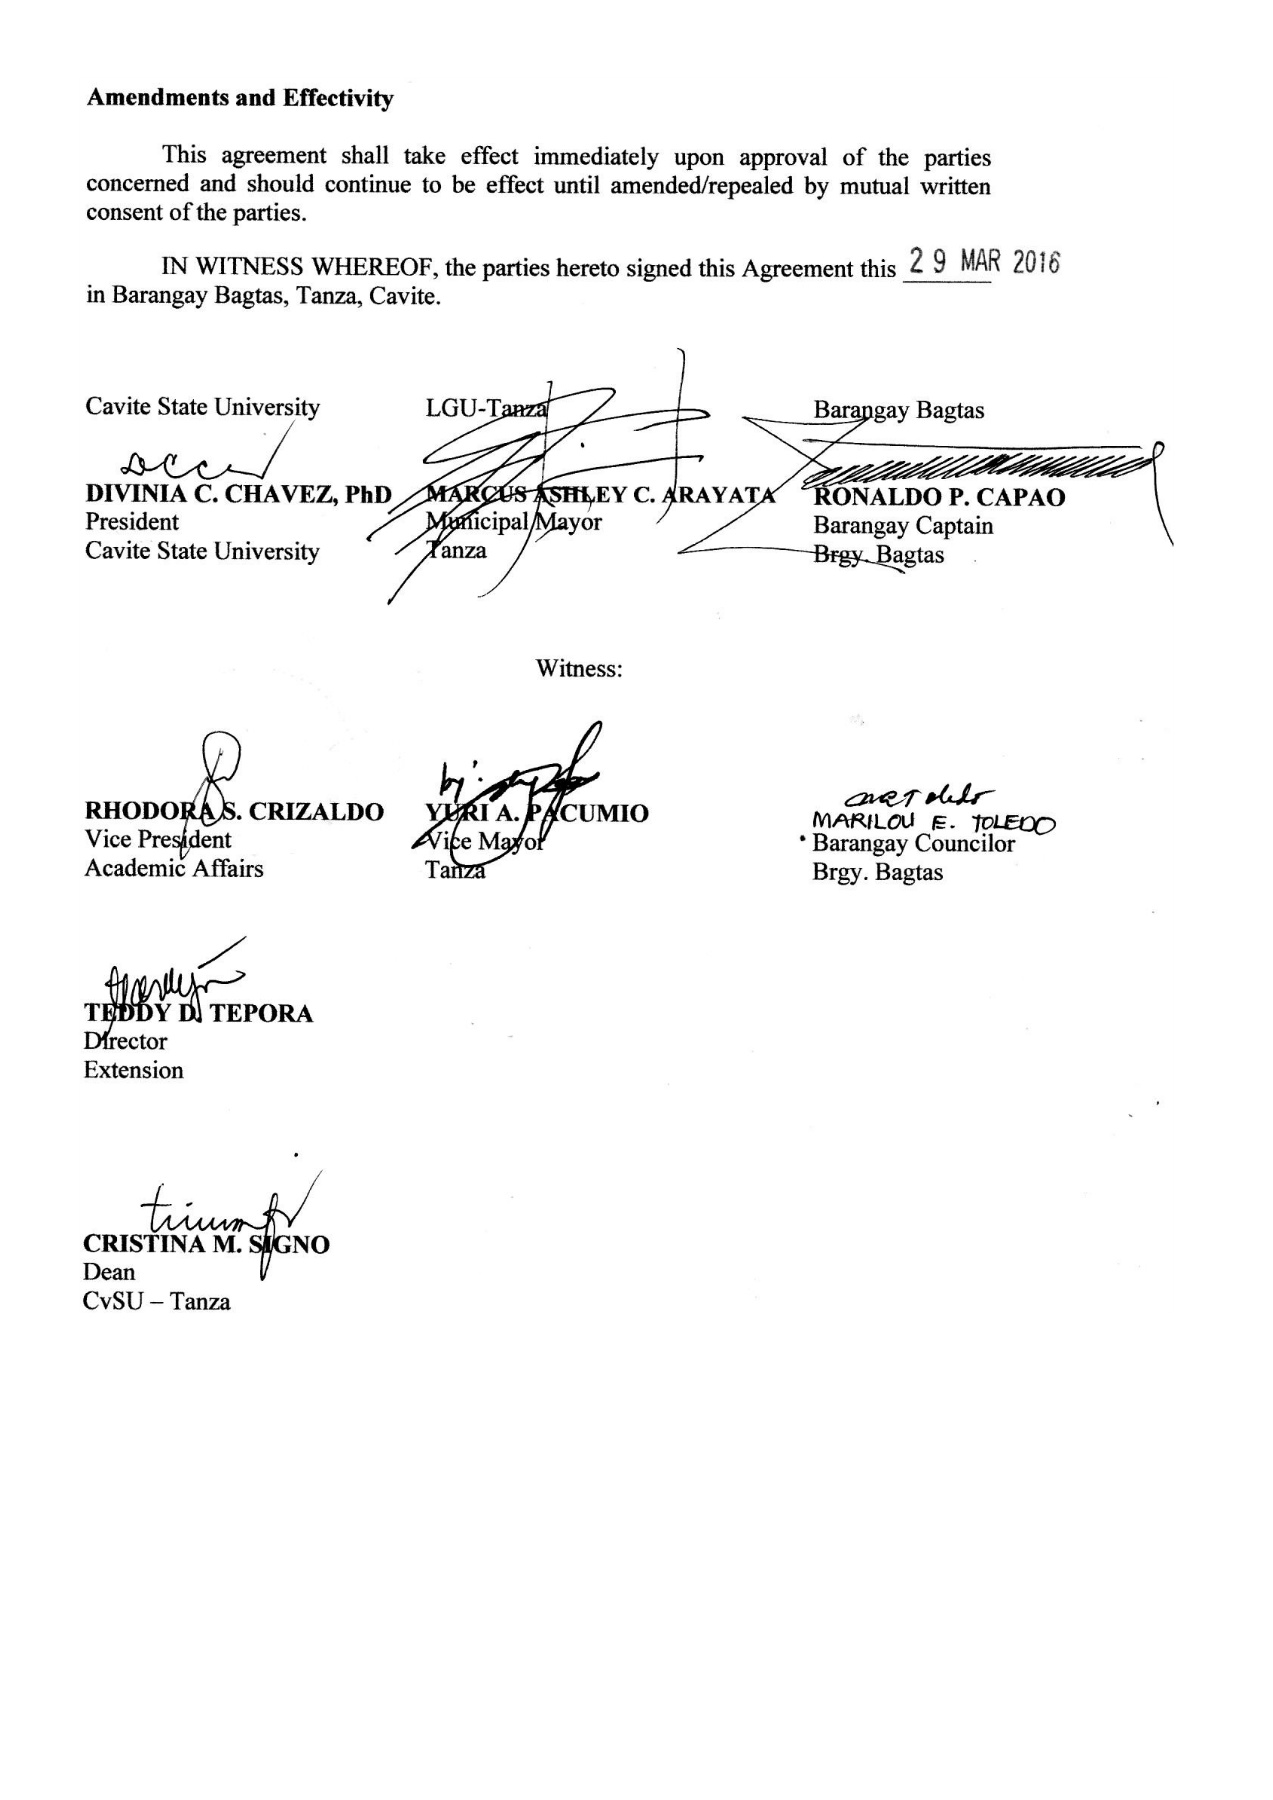 Amendments and Effectivity
This agreement shall take effect immediately upon approval of the parties
concerned and should continue to be effect until amended/repealed by mutual written
consent of the parties.
IN WITNESS WHEREOF, the parties hereto signed this Agreement this 29 MAR 2016
in Barangay Bagtas, Tanza, Cavite.
Cavite State University
DIVINIA C. CHAVEZ, PhD
President
Cavite State University
LGU-Tanza
MARCUS ASHLEY C. ARAYATA
Municipal Mayor
Tanza
Barangay Bagtas
RONALDO P. CAPAO
Barangay Captain
Brgy. Bagtas
Witness:
RHODORA S. CRIZALDO
Vice President
Academic Affairs
by:
YURI A. PACUMIO
Vice Mayor
Tanza
MARILOU E. TOLEDO
Barangay Councilor
Brgy. Bagtas
TEDDY D. TEPORA
Director
Extension
CRISTINA M. SIGNO
Dean
CvSU – Tanza